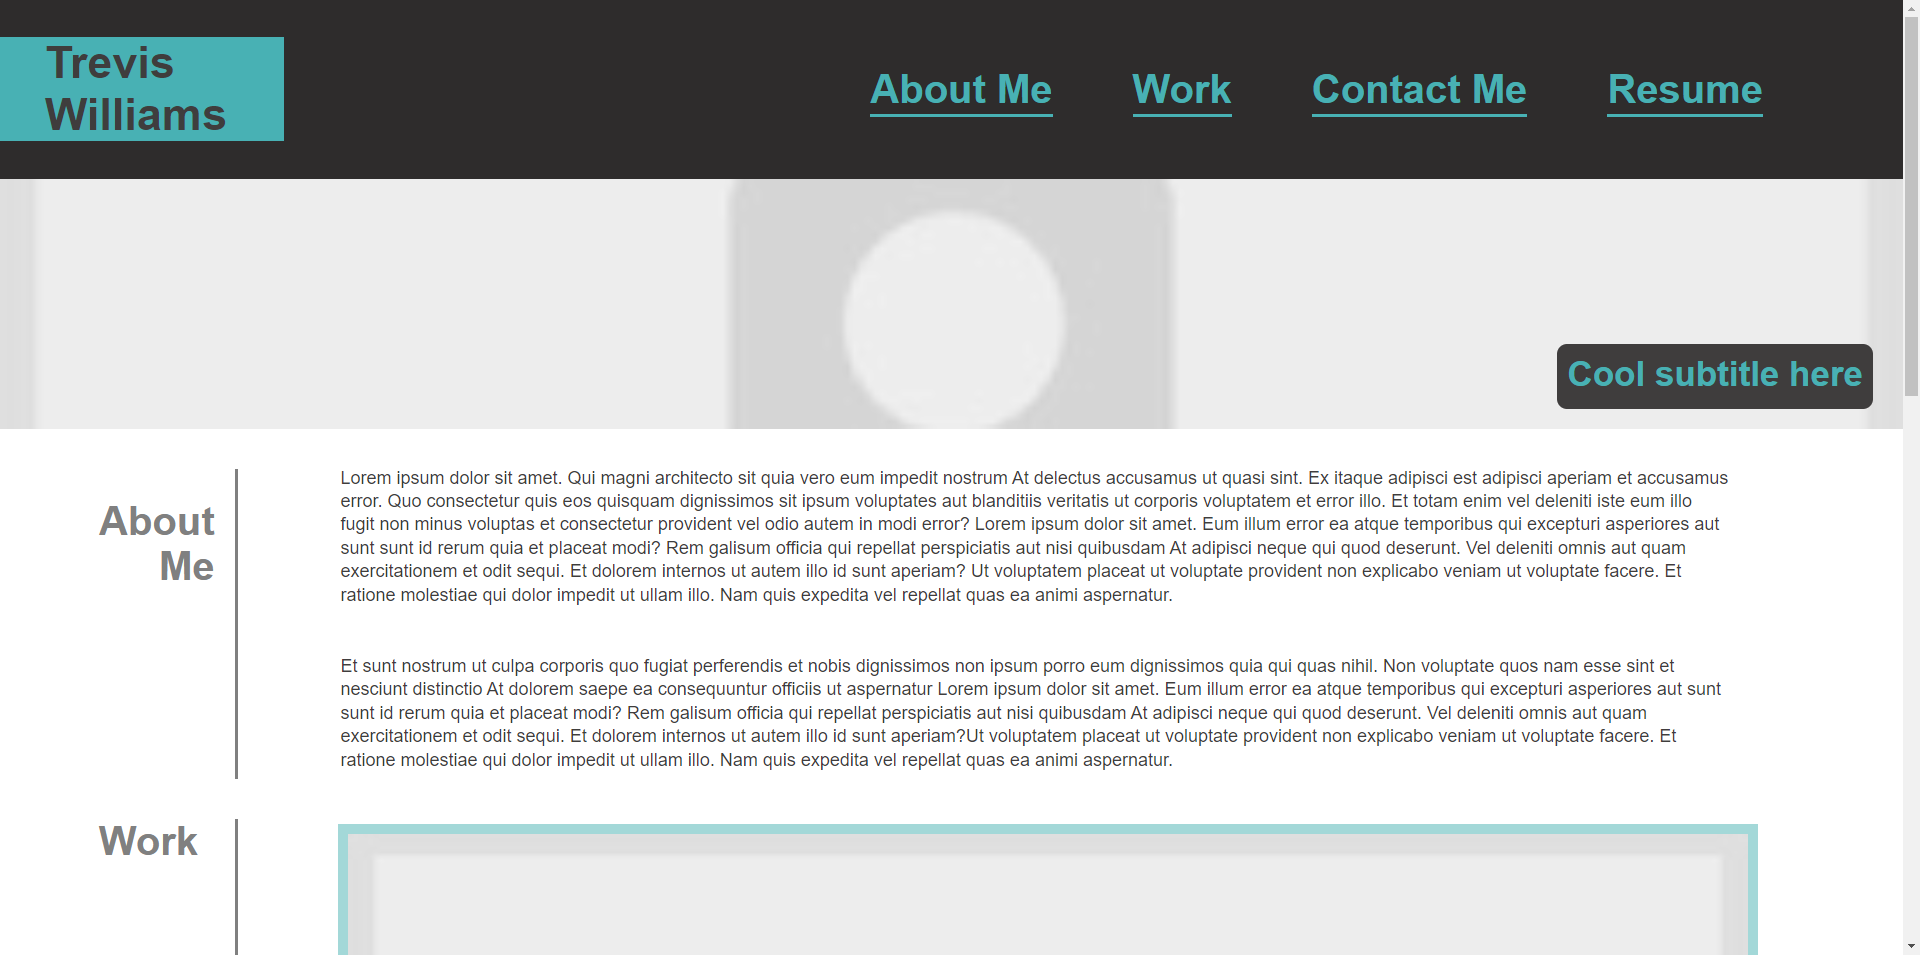 Trevis
Williams
About Me
Work
Contact Me
Resume
Cool subtitle here
About
Me
Lorem ipsum dolor sit amet. Qui magni architecto sit quia vero eum impedit nostrum At delectus accusamus ut quasi sint. Ex itaque adipisci est adipisci aperiam et accusamus
error. Quo consectetur quis eos quisquam dignissimos sit ipsum voluptates aut blanditiis veritatis ut corporis voluptatem et error illo. Et totam enim vel deleniti iste eum illo
fugit non minus voluptas et consectetur provident vel odio autem in modi error? Lorem ipsum dolor sit amet. Eum illum error ea atque temporibus qui excepturi asperiores aut
sunt sunt id rerum quia et placeat modi? Rem galisum officia qui repellat perspiciatis aut nisi quibusdam At adipisci neque qui quod deserunt. Vel deleniti omnis aut quam
exercitationem et odit sequi. Et dolorem internos ut autem illo id sunt aperiam? Ut voluptatem placeat ut voluptate provident non explicabo veniam ut voluptate facere. Et
ratione molestiae qui dolor impedit ut ullam illo. Nam quis expedita vel repellat quas ea animi aspernatur.
Et sunt nostrum ut culpa corporis quo fugiat perferendis et nobis dignissimos non ipsum porro eum dignissimos quia qui quas nihil. Non voluptate quos nam esse sint et
nesciunt distinctio At dolorem saepe ea consequuntur officiis ut aspernatur Lorem ipsum dolor sit amet. Eum illum error ea atque temporibus qui excepturi asperiores aut sunt
sunt id rerum quia et placeat modi? Rem galisum officia qui repellat perspiciatis aut nisi quibusdam At adipisci neque qui quod deserunt. Vel deleniti omnis aut quam
exercitationem et odit sequi. Et dolorem internos ut autem illo id sunt aperiam?Ut voluptatem placeat ut voluptate provident non explicabo veniam ut voluptate facere. Et
ratione molestiae qui dolor impedit ut ullam illo. Nam quis expedita vel repellat quas ea animi aspernatur.
Work